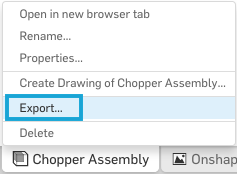 Open in new browser tab
Rename...
Properties...
Create Drawing of Chopper Assembly...
Export...
Delete
Chopper Assembly Onshap